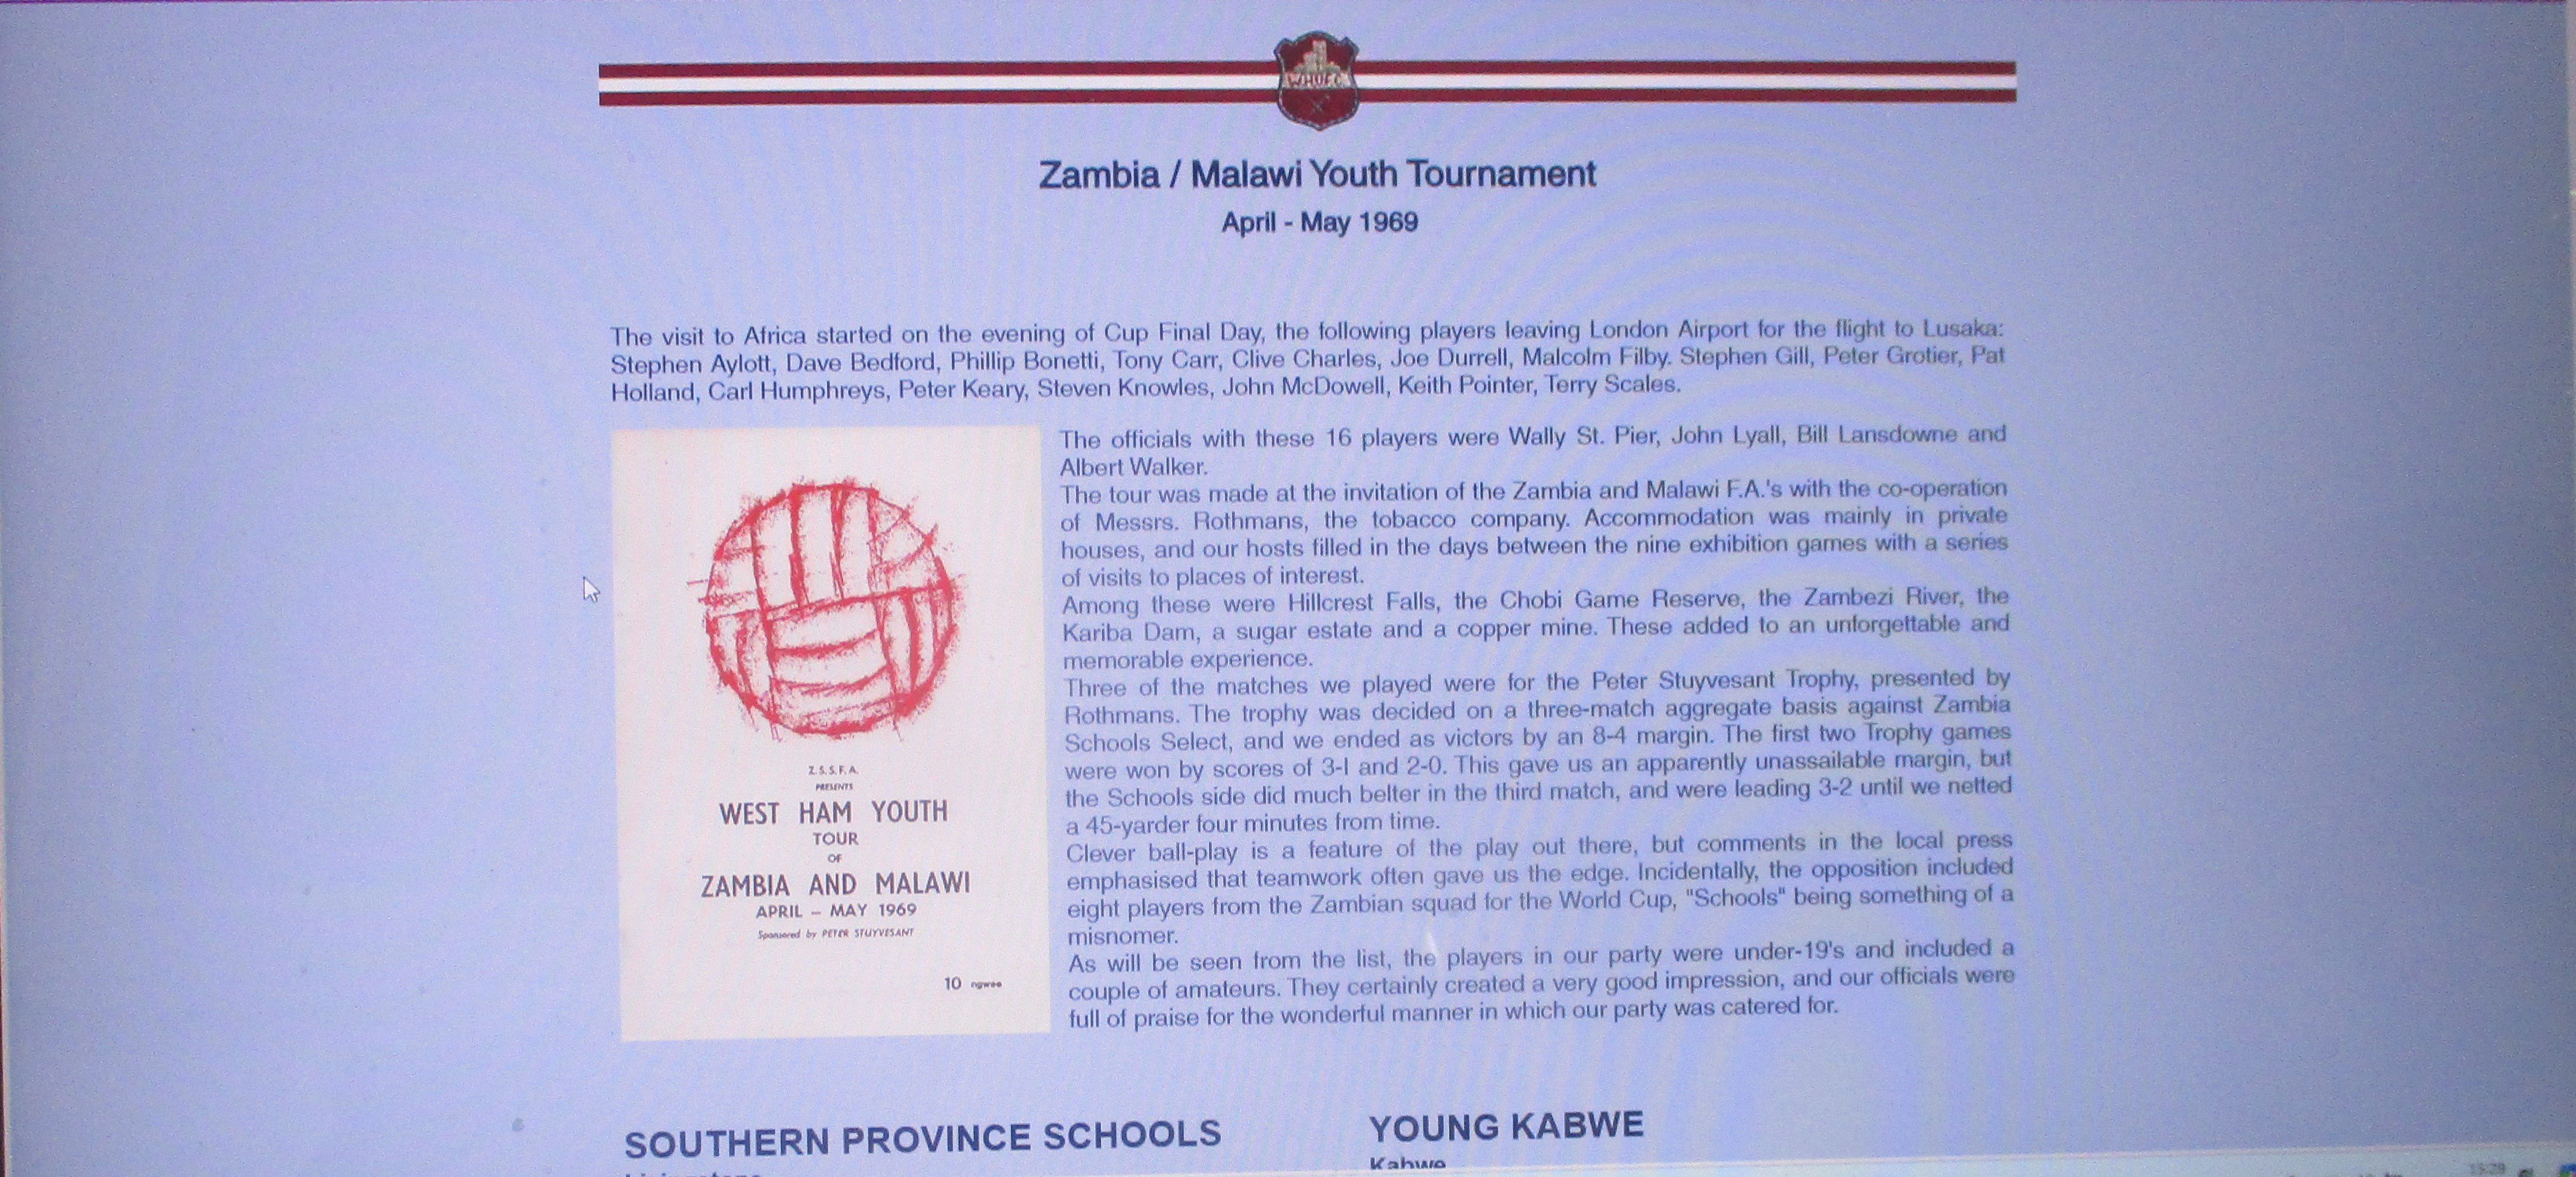 WHUFC
Zambia / Malawi Youth Tournament
April - May 1969
The visit to Africa started on the evening of Cup Final Day, the following players leaving London Airport for the flight to Lusaka:
Stephen Aylott, Dave Bedford, Phillip Bonetti, Tony Carr, Clive Charles, Joe Durrell, Malcolm Filby. Stephen Gill, Peter Grotier, Pat
Holland, Carl Humphreys, Peter Keary, Steven Knowles, John McDowell, Keith Pointer, Terry Scales.
Z.S.S.F.A.
PRESENTS
WEST HAM YOUTH
TOUR
OF
ZAMBIA AND MALAWI
APRIL – MAY 1969
Sponsored by PETER STUYVESANT
10 ngwee
The officials with these 16 players were Wally St. Pier, John Lyall, Bill Lansdowne and
Albert Walker.
The tour was made at the invitation of the Zambia and Malawi F.A.'s with the co-operation
of Messrs. Rothmans, the tobacco company. Accommodation was mainly in private
houses, and our hosts filled in the days between the nine exhibition games with a series
of visits to places of interest.
Among these were Hillcrest Falls, the Chobi Game Reserve, the Zambezi River, the
Kariba Dam, a sugar estate and a copper mine. These added to an unforgettable and
memorable experience.
Three of the matches we played were for the Peter Stuyvesant Trophy, presented by
Rothmans. The trophy was decided on a three-match aggregate basis against Zambia
Schools Select, and we ended as victors by an 8-4 margin. The first two Trophy games
were won by scores of 3-l and 2-0. This gave us an apparently unassailable margin, but
the Schools side did much belter in the third match, and were leading 3-2 until we netted
a 45-yarder four minutes from time.
Clever ball-play is a feature of the play out there, but comments in the local press
emphasised that teamwork often gave us the edge. Incidentally, the opposition included
eight players from the Zambian squad for the World Cup, "Schools" being something of a
misnomer.
As will be seen from the list, the players in our party were under-19's and included a
couple of amateurs. They certainly created a very good impression, and our officials were
full of praise for the wonderful manner in which our party was catered for.
SOUTHERN PROVINCE SCHOOLS
YOUNG KABWE
Kabwe
15:29